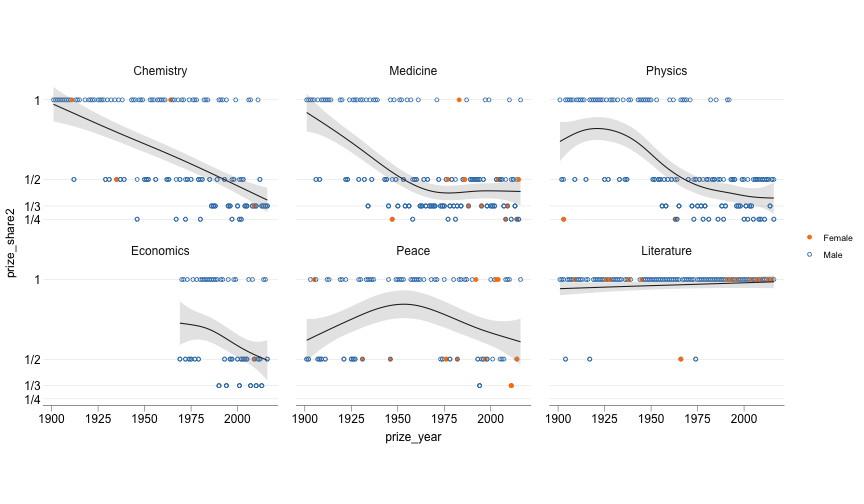 Chemistry Medicine Physics
1
1/2
1/3
1/4
prize_share2
Economics Peace Literature
1
1/2
1/3
1/4
Female
Male
1900 1925 1950 1975 2000 1900 1925 1950 1975 2000 1900 1925 1950 1975 2000
prize_year